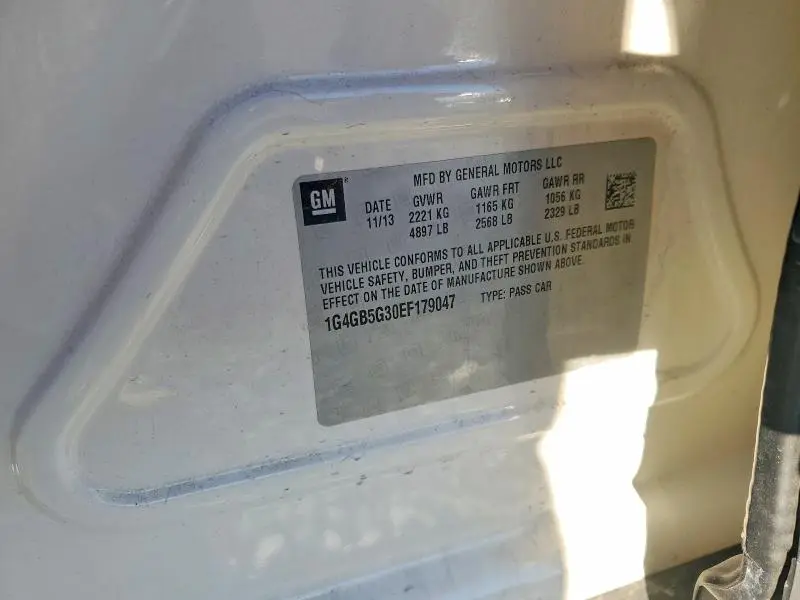 GM
MFD BY GENERAL MOTORS LLC
DATE GVWR GAWR FRT GAWR RR
11/13 2221 KG 1165 KG 1056 KG
4897 LB 2568 LB 2329 LB
THIS VEHICLE CONFORMS TO ALL APPLICABLE U.S. FEDERAL MOTOR
VEHICLE SAFETY, BUMPER, AND THEFT PREVENTION STANDARDS IN
EFFECT ON THE DATE OF MANUFACTURE SHOWN ABOVE.
1G4GB5G30EF179047 TYPE: PASS CAR